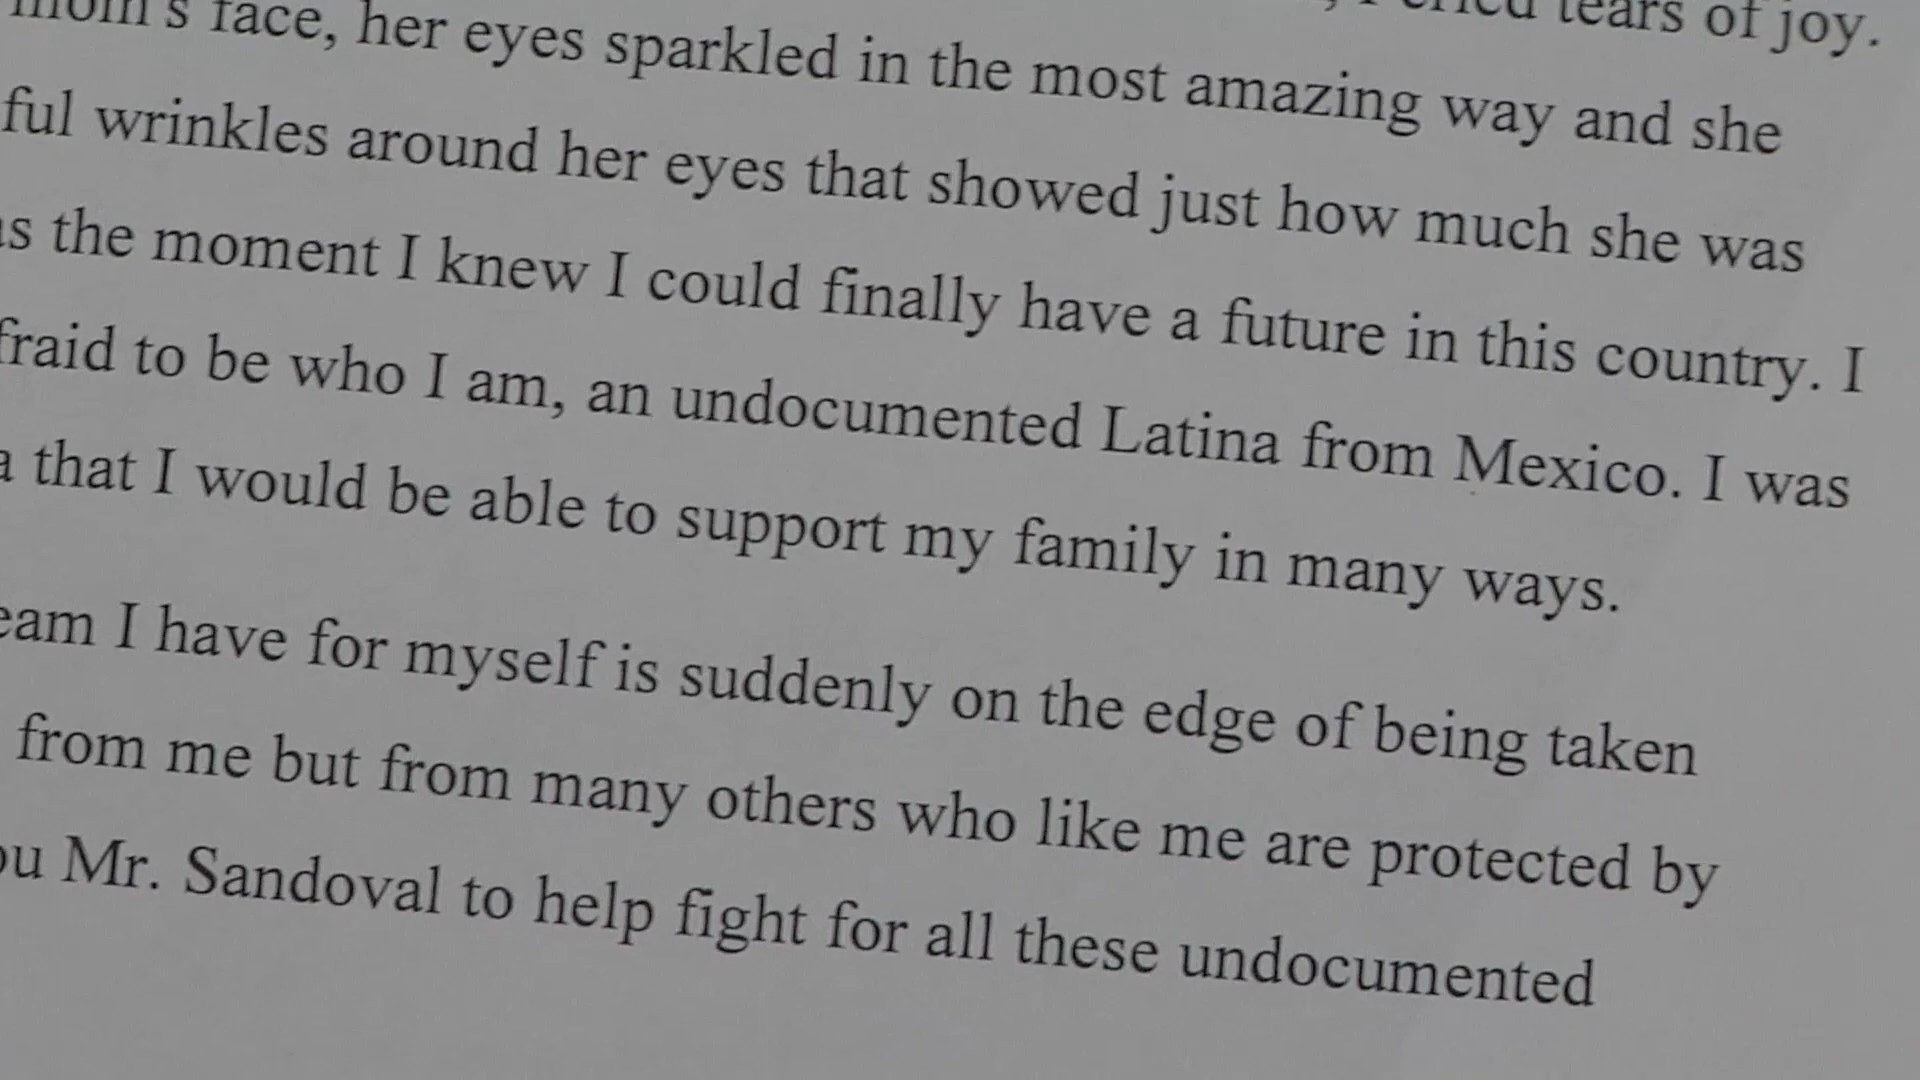 tears of joy.
mom's face, her eyes sparkled in the most amazing way and she
ful wrinkles around her eyes that showed just how much she was
s the moment I knew I could finally have a future in this country. I
fraid to be who I am, an undocumented Latina from Mexico. I was
a that I would be able to support my family in many ways.
eam I have for myself is suddenly on the edge of being taken
from me but from many others who like me are protected by
ou Mr. Sandoval to help fight for all these undocumented